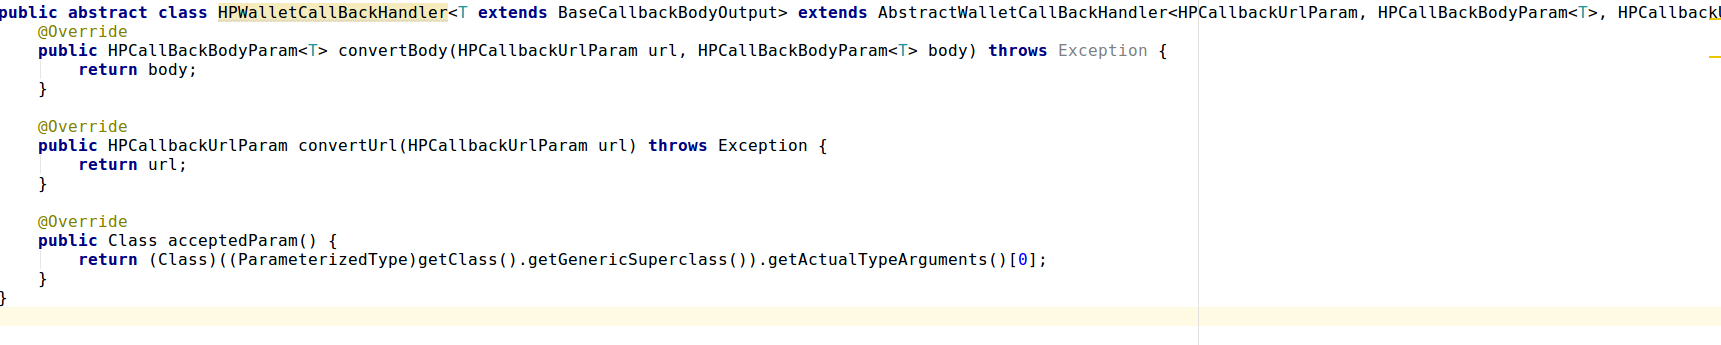 public abstract class HPWalletCallBackHandler<T extends BaseCallbackBodyOutput> extends AbstractWalletCallBackHandler<HPCallbackUrlParam, HPCallBackBodyParam<T>, HPCallback
@Override
public HPCallBackBodyParam<T> convertBody(HPCallbackUrlParam url, HPCallBackBodyParam<T> body) throws Exception {
return body;
}
@Override
public HPCallbackUrlParam convertUrl(HPCallbackUrlParam url) throws Exception {
return url;
}
@Override
public Class acceptedParam() {
return (Class)((ParameterizedType)getClass().getGenericSuperclass()).getActualTypeArguments()[0];
}
}